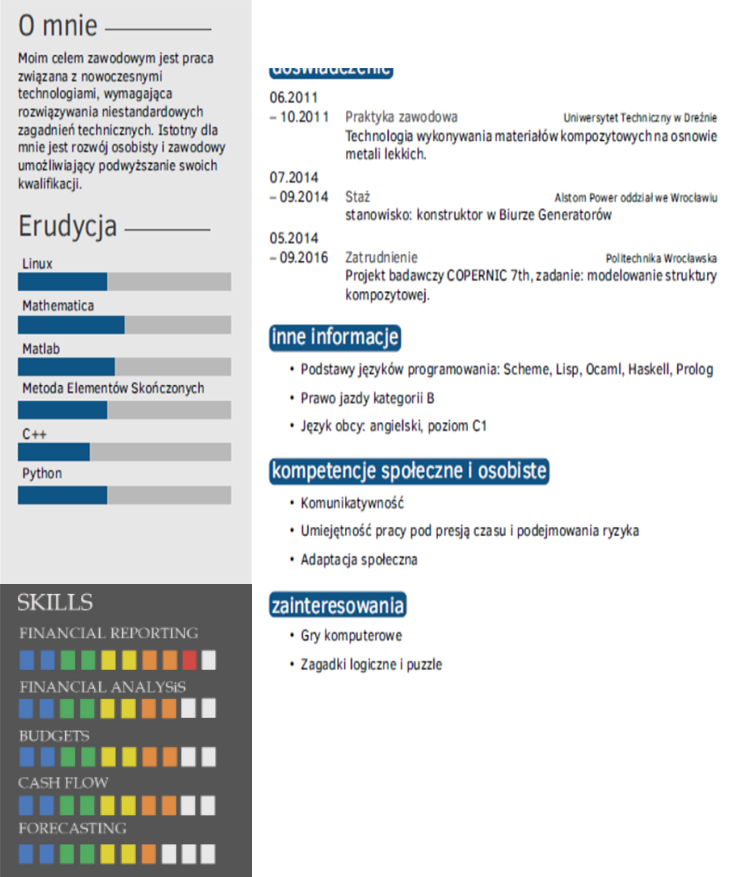 O mnie
Moim celem zawodowym jest praca
związana z nowoczesnymi
technologiami, wymagająca
rozwiązywania niestandardowych
zagadnień technicznych. Istotny dla
mnie jest rozwój osobisty i zawodowy
umożliwiający podwyższanie swoich
kwalifikacji.
Erudycja
Linux
Mathematica
Matlab
Metoda Elementów Skończonych
C++
Python
SKILLS
FINANCIAL REPORTING
FINANCIAL ANALYSiS
BUDGETS
CASH FLOW
FORECASTING
doświadczenie
06.2011
– 10.2011 Praktyka zawodowa Uniwersytet Techniczny w Dreźnie
Technologia wykonywania materiałów kompozytowych na osnowie
metali lekkich.
07.2014
– 09.2014 Staż Alstom Power oddział we Wrocławiu
stanowisko: konstruktor w Biurze Generatorów
05.2014
– 09.2016 Zatrudnienie Politechnika Wrocławska
Projekt badawczy COPERNIC 7th, zadanie: modelowanie struktury
kompozytowej.
inne informacje
• Podstawy języków programowania: Scheme, Lisp, Ocaml, Haskell, Prolog
• Prawo jazdy kategorii B
• Język obcy: angielski, poziom C1
kompetencje społeczne i osobiste
• Komunikatywność
• Umiejętność pracy pod presją czasu i podejmowania ryzyka
• Adaptacja społeczna
zainteresowania
• Gry komputerowe
• Zagadki logiczne i puzzle